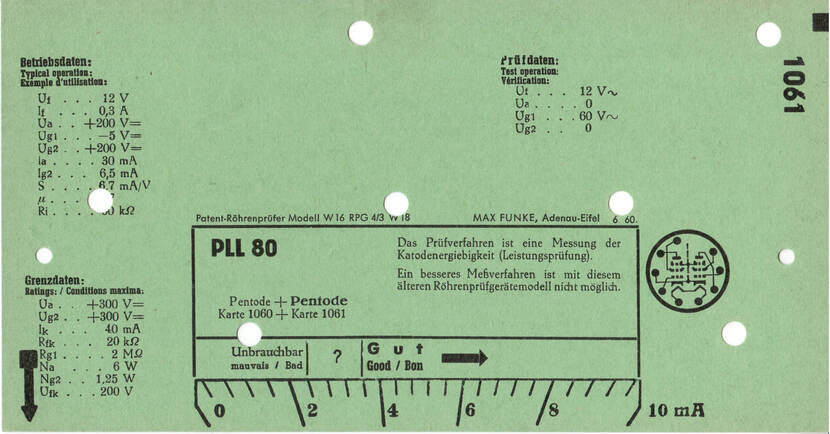 Betriebsdaten:
Typical operation:
Exemple d'utilisation:
Uf . . . 12 V
If . . . 0,3 A
Ua . . +200 V=
Ug1 . . . −5 V=
Ug2 . . +200 V=
Ia . . . . 30 mA
Ig2 . . . 6,5 mA
S . . . . 6,7 mA/V
μ . . . .
Ri . . . kΩ
Grenzdaten:
Ratings: / Conditions maxima:
Ua . . +300 V=
Ug2 . . +300 V=
Ik . . . 40 mA
Rfk . . . 20 kΩ
Rg1 . . . . 2 MΩ
Na . . . . 6 W
Ng2 . . 1,25 W
Ufk . . . 200 V
Prüfdaten:
Test operation:
Vérification:
Uf . . . 12 V~
Ua . . . . 0
Ug1 . . . 60 V~
Ug2 . . . 0
1061
Patent-Röhrenprüfer Modell W16 RPG 4/3 W18 MAX FUNKE, Adenau-Eifel 6 60.
PLL 80
Das Prüfverfahren ist eine Messung der
Katodenergiebigkeit (Leistungsprüfung).
Ein besseres Meßverfahren ist mit diesem
älteren Röhrenprüfgerätemodell nicht möglich.
Pentode + Pentode
Karte 1060 + Karte 1061
Unbrauchbar ? Gut
mauvais / Bad Good / Bon
0 2 4 6 8 10 mA